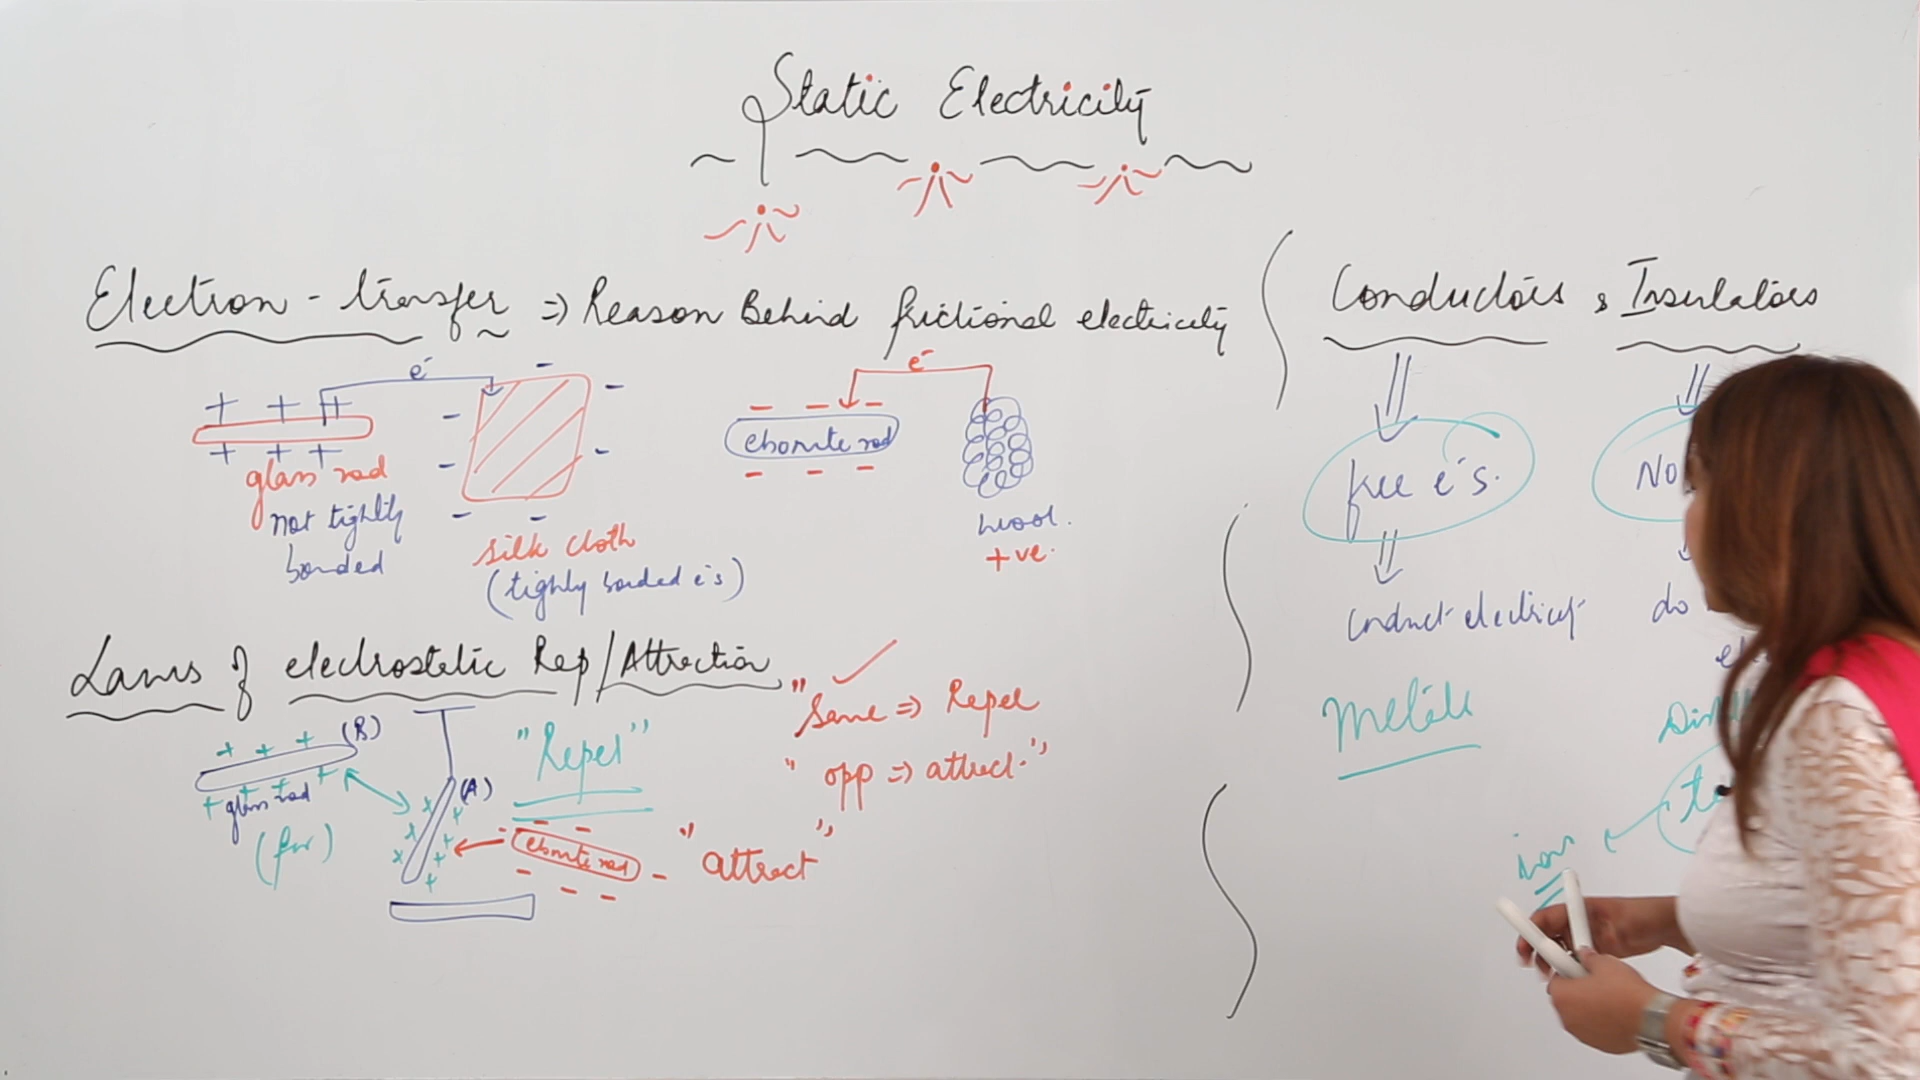 Static Electricity
Electron - transfer => Reason Behind frictional electricity
e⁻
e⁻
+ + +
- - -
ebonite rod
+ + +
- - -
glass rod
not tightly
bonded
silk cloth
(tightly bonded e⁻s)
wool.
+ve.
Laws of electrostatic Rep/Attraction
"Same => Repel
" opp => attract."
(B)
+ + +
glass rod
(for)
(A)
"Repel"
ebonite rod
"attract"
Conductors & Insulators
free e⁻s.
No
conduct electricity
do
Metals
ions